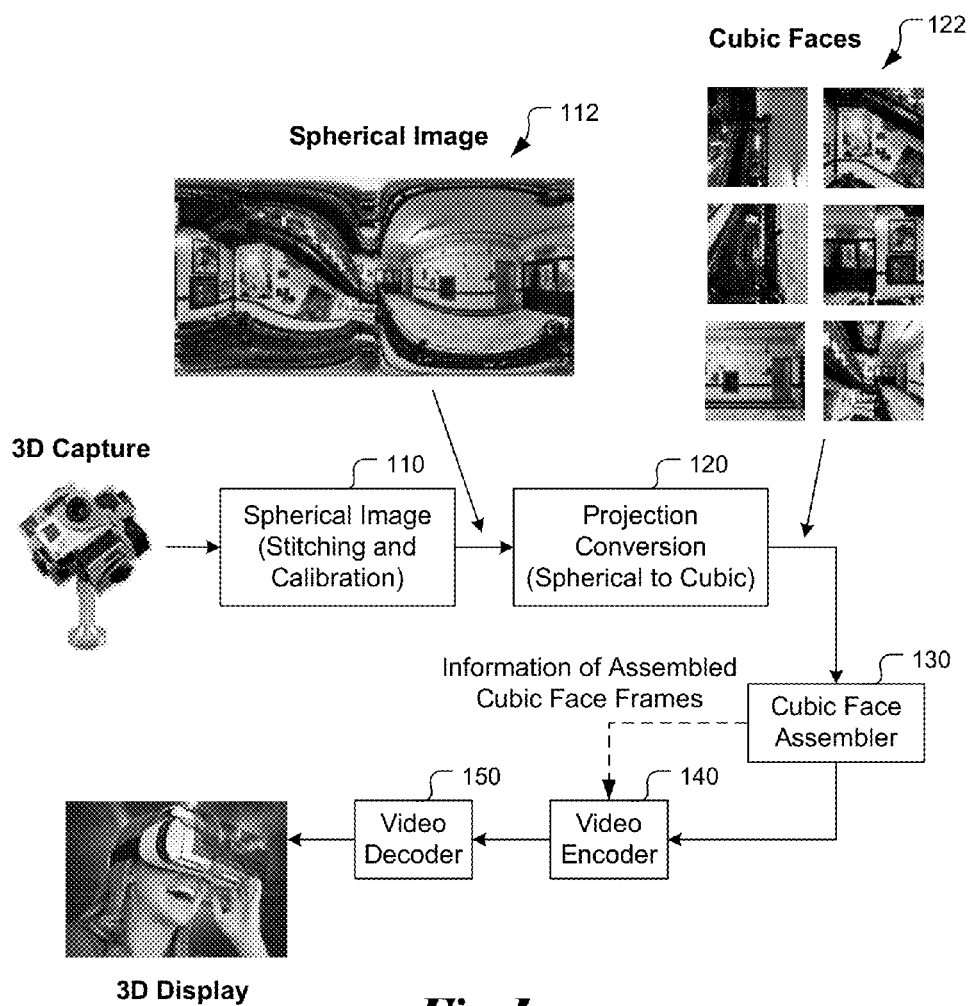 Cubic Faces
122
Spherical Image
112
3D Capture
110
Spherical Image
(Stitching and
Calibration)
120
Projection
Conversion
(Spherical to Cubic)
Information of Assembled
Cubic Face Frames
130
Cubic Face
Assembler
150
Video
Decoder
140
Video
Encoder
3D Display